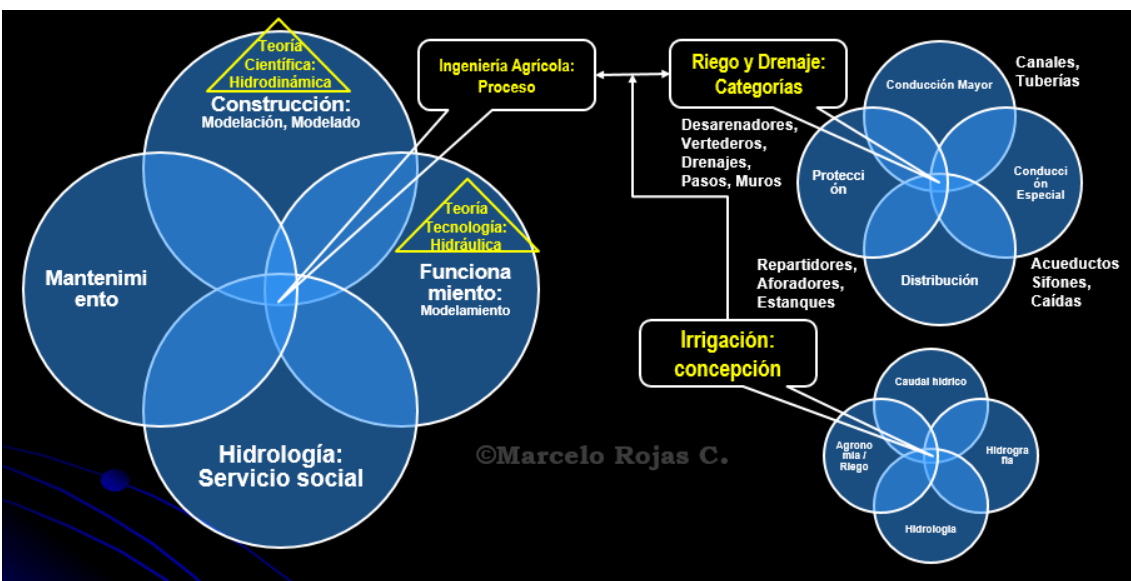 Teoría
Científica:
Hidrodinámica
Construcción:
Modelación, Modelado
Mantenimi
ento
Teoría
Tecnología:
Hidráulica
Funciona
miento:
Modelamiento
Hidrología:
Servicio social
Ingeniería Agrícola:
Proceso
Riego y Drenaje:
Categorías
Conducción Mayor
Canales,
Tuberías
Desarenadores,
Vertederos,
Drenajes,
Pasos, Muros
Protecci
ón
Conducci
ón
Especial
Repartidores,
Aforadores,
Estanques
Distribución
Acueductos
Sifones,
Caídas
Irrigación:
concepción
Caudal hídrico
Agrono
mía /
Riego
Hidrogra
fía
Hidrología
©Marcelo Rojas C.